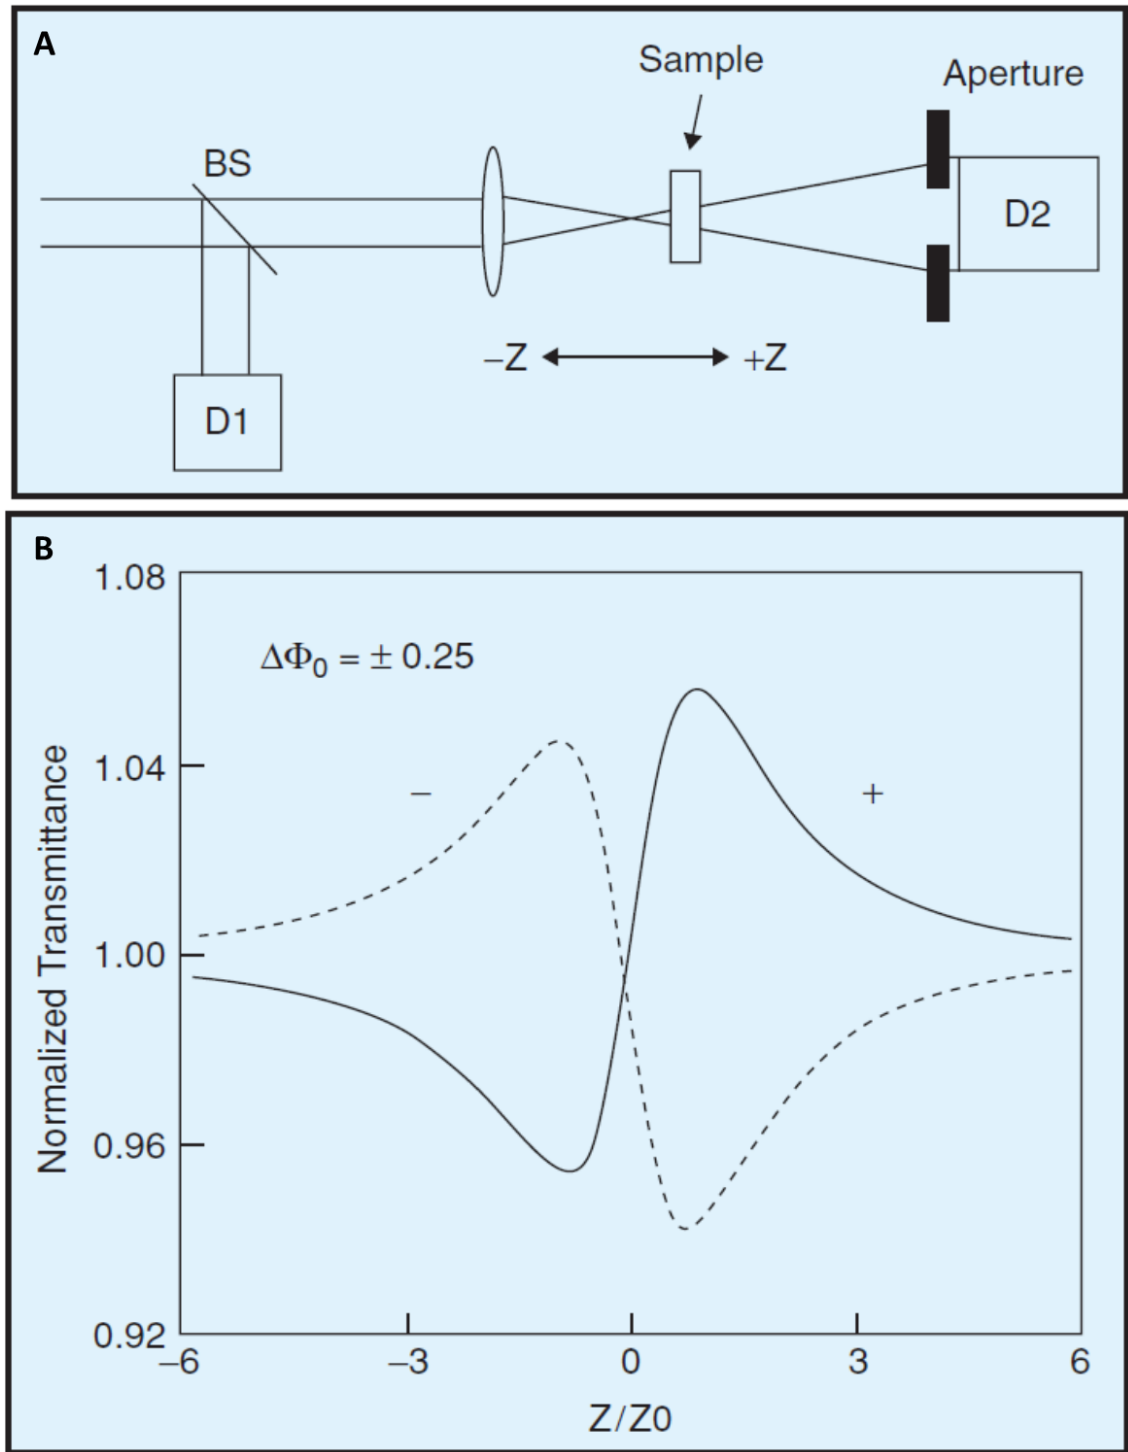 A
Sample
Aperture
BS
D2
−Z
+Z
D1
B
1.08
ΔΦ₀ = ± 0.25
1.04
−
+
1.00
0.96
0.92
−6
−3
0
3
6
Normalized Transmittance
Z/Z0